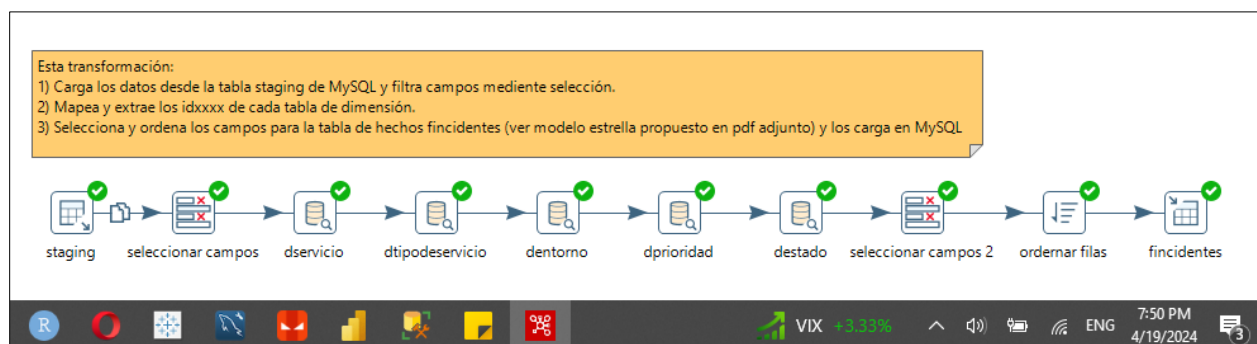 Esta transformación:
1) Carga los datos desde la tabla staging de MySQL y filtra campos mediante selección.
2) Mapea y extrae los idxxxx de cada tabla de dimensión.
3) Selecciona y ordena los campos para la tabla de hechos fincidentes (ver modelo estrella propuesto en pdf adjunto) y los carga en MySQL
staging seleccionar campos dservicio dtipodeservicio dentorno dprioridad destado seleccionar campos 2 ordernar filas fincidentes
R VIX +3.33% ENG 7:50 PM
4/19/2024 3